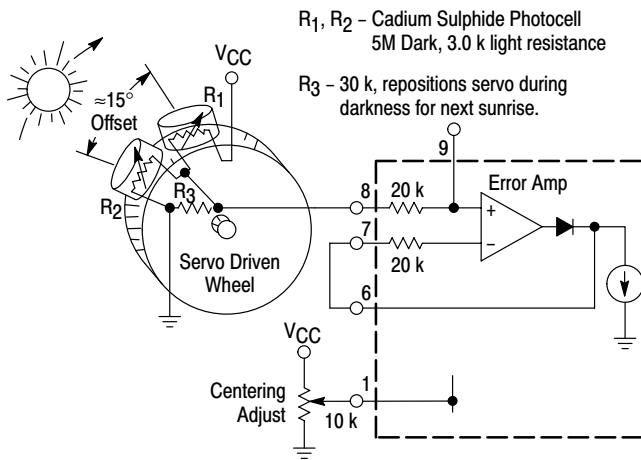 R1, R2 – Cadium Sulphide Photocell
5M Dark, 3.0 k light resistance
R3 – 30 k, repositions servo during
darkness for next sunrise.
VCC
≈15°
Offset
R1
R2
R3
Servo Driven
Wheel
9
8
20 k
Error Amp
+
7
–
20 k
6
VCC
Centering
Adjust
1
10 k